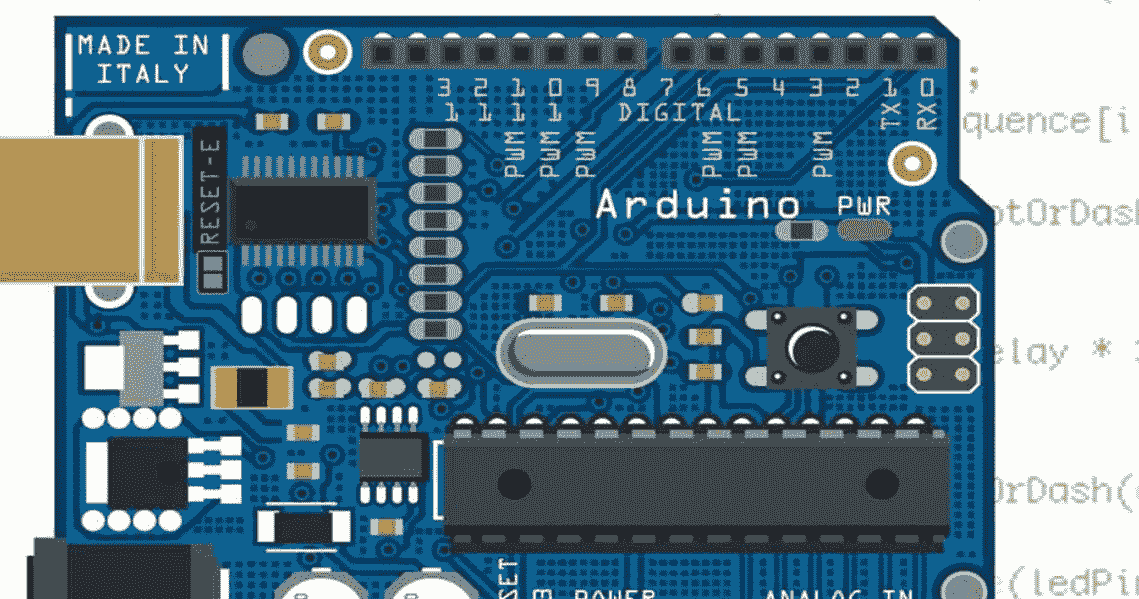 MADE IN
ITALY
RESET-E
3 2 1 0 9 8 7 6 5 4 3 2 1 0
1 1 1 1
DIGITAL
TX
RX
PWM
PWM
PWM
PWM
PWM
PWM
Arduino
PWR
;
quence[i
otOrDash
elay *
OrDash(
e(ledPin
POWER
ANALOG IN